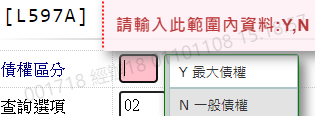 [L597A]
請輸入此範圍內資料:Y,N
債權區分
Y 最大債權
查詢選項 02
N 一般債權